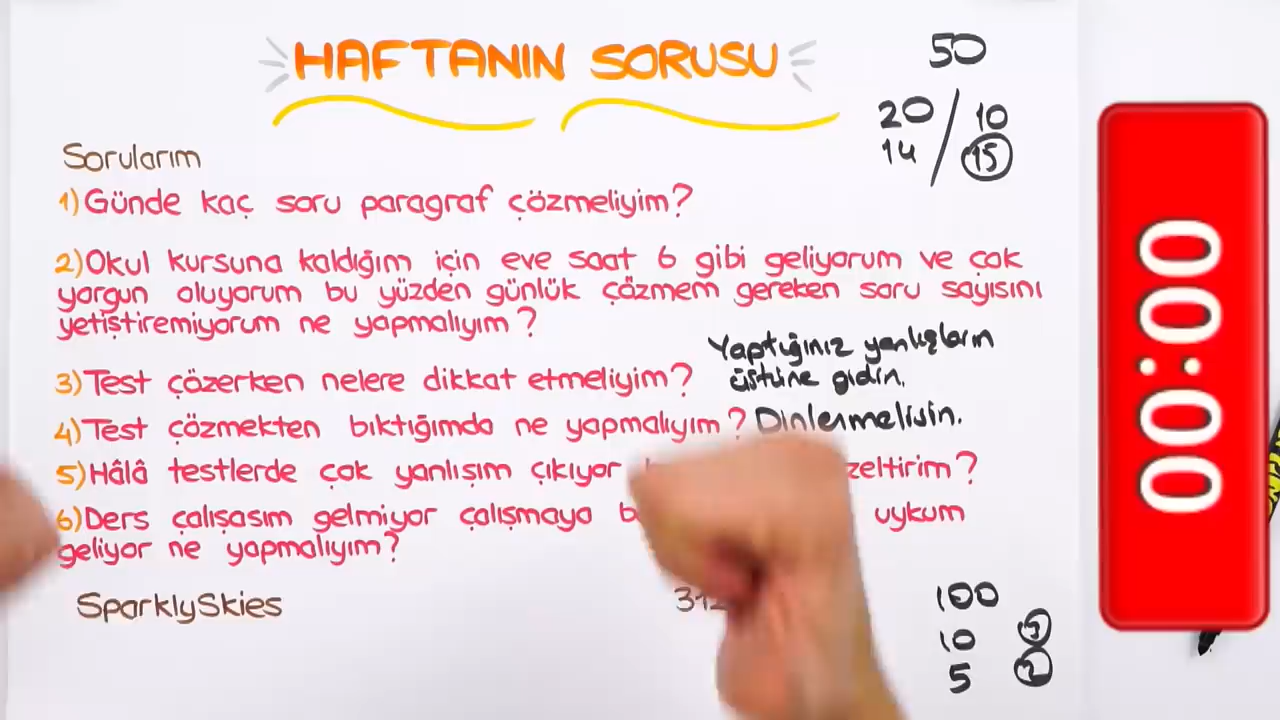 HAFTANIN SORUSU
50
20 / 10
14 / 15
Sorularım
1) Günde kaç soru paragraf çözmeliyim?
2) Okul kursuna kaldığım için eve saat 6 gibi geliyorum ve çok
yorgun oluyorum bu yüzden günlük çözmem gereken soru sayısını
yetiştiremiyorum ne yapmalıyım?
3) Test çözerken nelere dikkat etmeliyim?
Yaptığınız yanlışların
üstüne gidin.
4) Test çözmekten bıktığımda ne yapmalıyım? Dinlenmelisin.
5) Hâlâ testlerde çok yanlışım çıkıyor
6) Ders çalışasım gelmiyor çalışmaya uykum
geliyor ne yapmalıyım?
SparklySkies
100
10
5
00:00